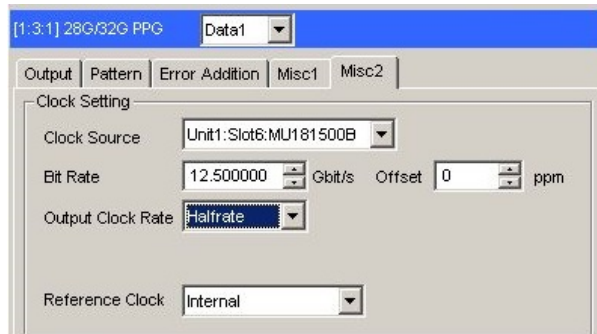 [1:3:1] 28G/32G PPG Data1
Output Pattern Error Addition Misc1 Misc2
Clock Setting
Clock Source Unit1:Slot6:MU181500B
Bit Rate 12.500000 Gbit/s Offset 0 ppm
Output Clock Rate Halfrate
Reference Clock Internal